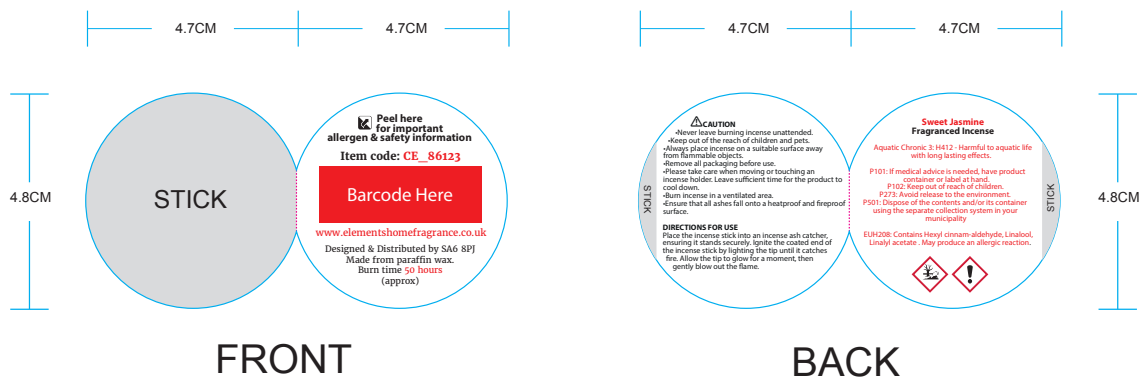 4.7CM
4.7CM
4.8CM
STICK
Peel here
for important
allergen & safety information
Item code: CE_86123
Barcode Here
www.elementshomefragrance.co.uk
Designed & Distributed by SA6 8PJ
Made from paraffin wax.
Burn time 50 hours
(approx)
FRONT
4.7CM
4.7CM
STICK
CAUTION
•Never leave burning incense unattended.
•Keep out of the reach of children and pets.
•Always place incense on a suitable surface away
from flammable objects.
•Remove all packaging before use.
•Please take care when moving or touching an
incense holder. Leave sufficient time for the product to
cool down.
•Burn incense in a ventilated area.
•Ensure that all ashes fall onto a heatproof and fireproof
surface.
DIRECTIONS FOR USE
Place the incense stick into an incense ash catcher,
ensuring it stands securely. Ignite the coated end of
the incense stick by lighting the tip until it catches
fire. Allow the tip to glow for a moment, then
gently blow out the flame.
Sweet Jasmine
Fragranced Incense
Aquatic Chronic 3: H412 - Harmful to aquatic life
with long lasting effects.
P101: If medical advice is needed, have product
container or label at hand.
P102: Keep out of reach of children.
P273: Avoid release to the environment.
P501: Dispose of the contents and/or its container
using the separate collection system in your
municipality
EUH208: Contains Hexyl cinnam-aldehyde, Linalool,
Linalyl acetate . May produce an allergic reaction.
STICK
4.8CM
BACK